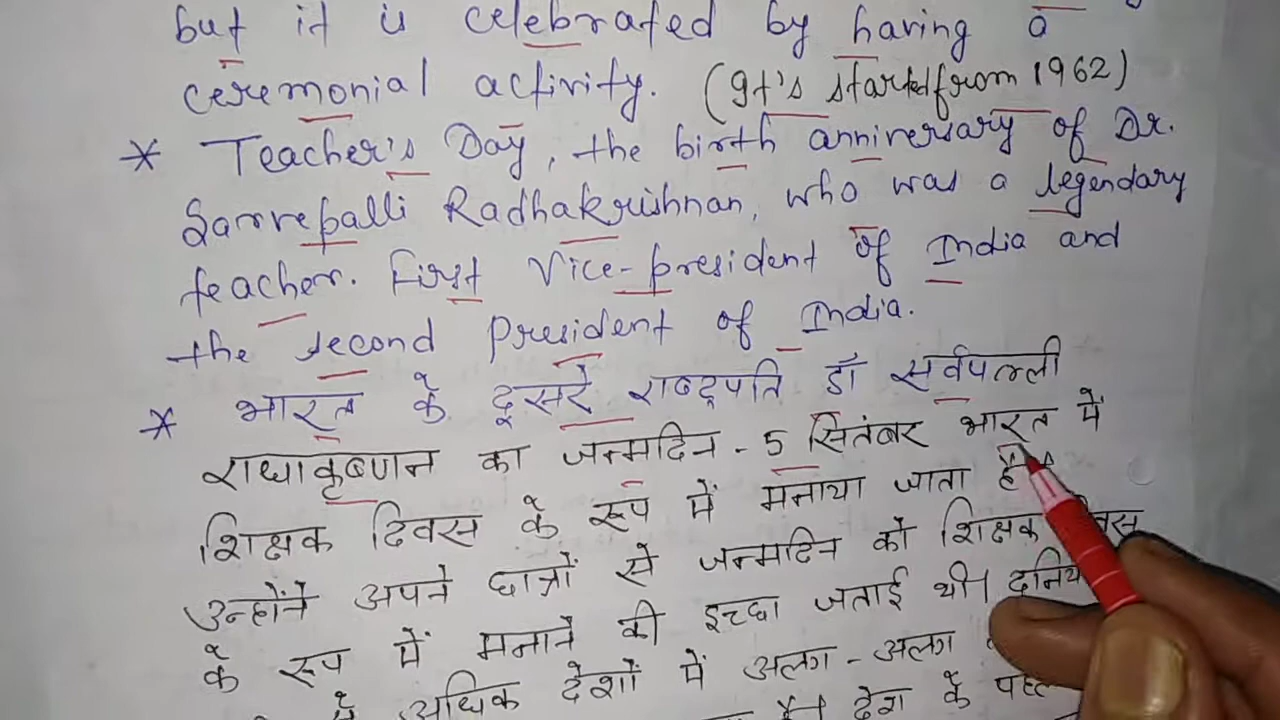 but it is celebrated by having a
ceremonial activity. (It's started from 1962)
* Teacher's Day, the birth anniversary of Dr.
Sarvepalli Radhakrishnan, who was a legendary
teacher. First Vice-president of India and
the second President of India.
* भारत के दूसरे राष्ट्रपति डॉ सर्वपल्ली
राधाकृष्णन का जन्मदिन - 5 सितंबर भारत में
शिक्षक दिवस के रूप में मनाया जाता है
उन्होंने अपने छात्रों से जन्मदिन को शिक्षक
के रूप में मनाने की इच्छा जताई थी।
में अधिक देशों में अलग - अलग
देश के